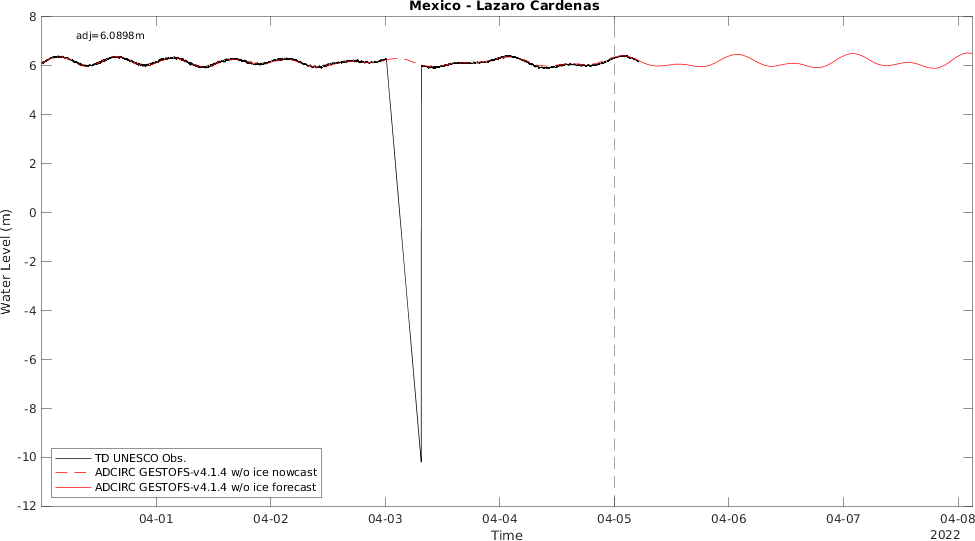 Mexico - Lazaro Cardenas
adj=6.0898m
8
6
4
2
0
-2
-4
-6
-8
-10
-12
Water Level (m)
TD UNESCO Obs.
ADCIRC GESTOFS-v4.1.4 w/o ice nowcast
ADCIRC GESTOFS-v4.1.4 w/o ice forecast
04-01 04-02 04-03 04-04 04-05 04-06 04-07 04-08
Time
2022